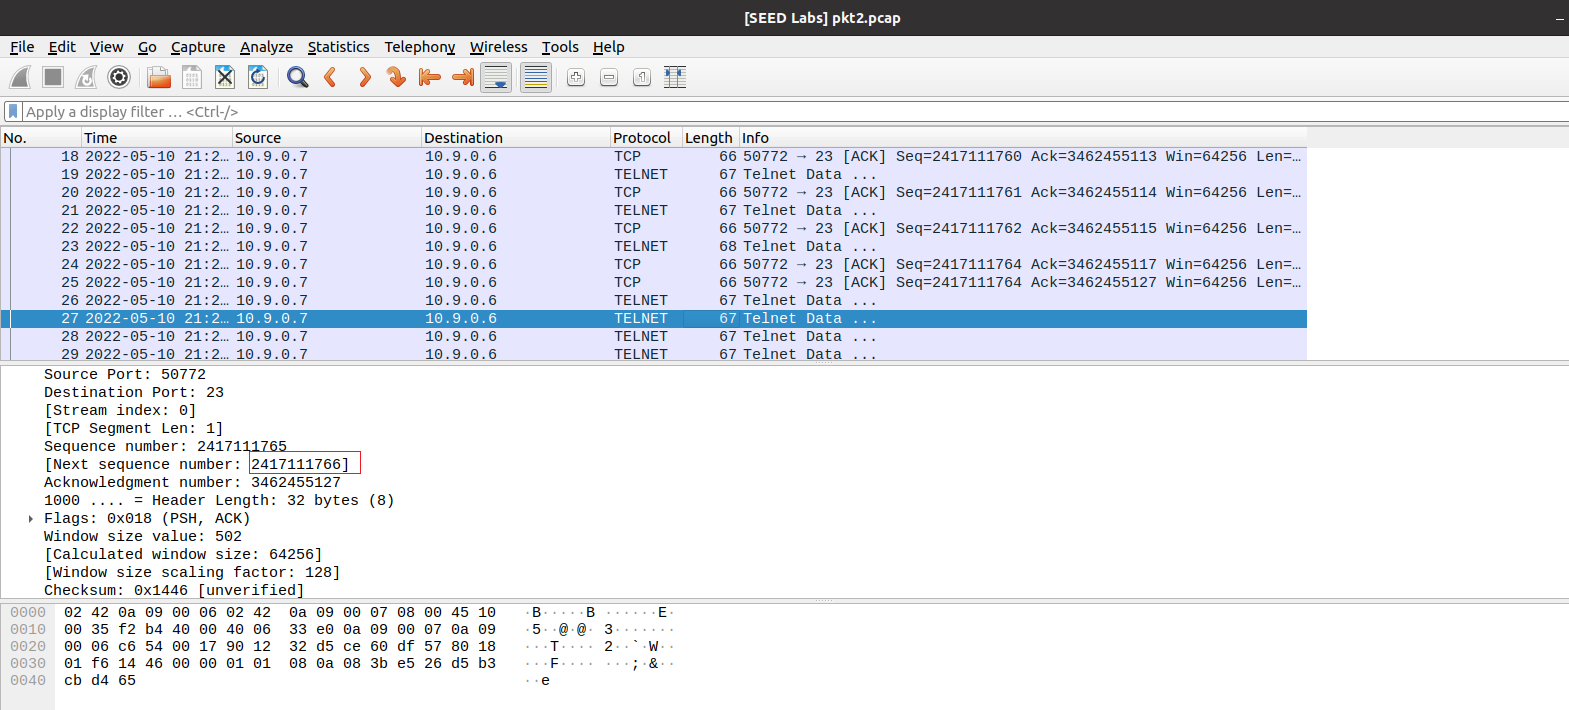 [SEED Labs] pkt2.pcap
File Edit View Go Capture Analyze Statistics Telephony Wireless Tools Help
Apply a display filter … <Ctrl-/>
No. Time Source Destination Protocol Length Info
18 2022-05-10 21:2… 10.9.0.7 10.9.0.6 TCP 66 50772 → 23 [ACK] Seq=2417111760 Ack=3462455113 Win=64256 Len=…
19 2022-05-10 21:2… 10.9.0.7 10.9.0.6 TELNET 67 Telnet Data ...
20 2022-05-10 21:2… 10.9.0.7 10.9.0.6 TCP 66 50772 → 23 [ACK] Seq=2417111761 Ack=3462455114 Win=64256 Len=…
21 2022-05-10 21:2… 10.9.0.7 10.9.0.6 TELNET 67 Telnet Data ...
22 2022-05-10 21:2… 10.9.0.7 10.9.0.6 TCP 66 50772 → 23 [ACK] Seq=2417111762 Ack=3462455115 Win=64256 Len=…
23 2022-05-10 21:2… 10.9.0.7 10.9.0.6 TELNET 68 Telnet Data ...
24 2022-05-10 21:2… 10.9.0.7 10.9.0.6 TCP 66 50772 → 23 [ACK] Seq=2417111764 Ack=3462455117 Win=64256 Len=…
25 2022-05-10 21:2… 10.9.0.7 10.9.0.6 TCP 66 50772 → 23 [ACK] Seq=2417111764 Ack=3462455127 Win=64256 Len=…
26 2022-05-10 21:2… 10.9.0.7 10.9.0.6 TELNET 67 Telnet Data ...
27 2022-05-10 21:2… 10.9.0.7 10.9.0.6 TELNET 67 Telnet Data ...
28 2022-05-10 21:2… 10.9.0.7 10.9.0.6 TELNET 67 Telnet Data ...
29 2022-05-10 21:2… 10.9.0.7 10.9.0.6 TELNET 67 Telnet Data ...
Source Port: 50772
Destination Port: 23
[Stream index: 0]
[TCP Segment Len: 1]
Sequence number: 2417111765
[Next sequence number: 2417111766]
Acknowledgment number: 3462455127
1000 .... = Header Length: 32 bytes (8)
Flags: 0x018 (PSH, ACK)
Window size value: 502
[Calculated window size: 64256]
[Window size scaling factor: 128]
Checksum: 0x1446 [unverified]
0000 02 42 0a 09 00 06 02 42 0a 09 00 07 08 00 45 10 ·B·····B ······E·
0010 00 35 f2 b4 40 00 40 06 33 e0 0a 09 00 07 0a 09 ·5··@·@· 3·······
0020 00 06 c6 54 00 17 90 12 32 d5 ce 60 df 57 80 18 ···T···· 2··`·W··
0030 01 f6 14 46 00 00 01 01 08 0a 08 3b e5 26 d5 b3 ···F···· ···;·&··
0040 cb d4 65 ··e